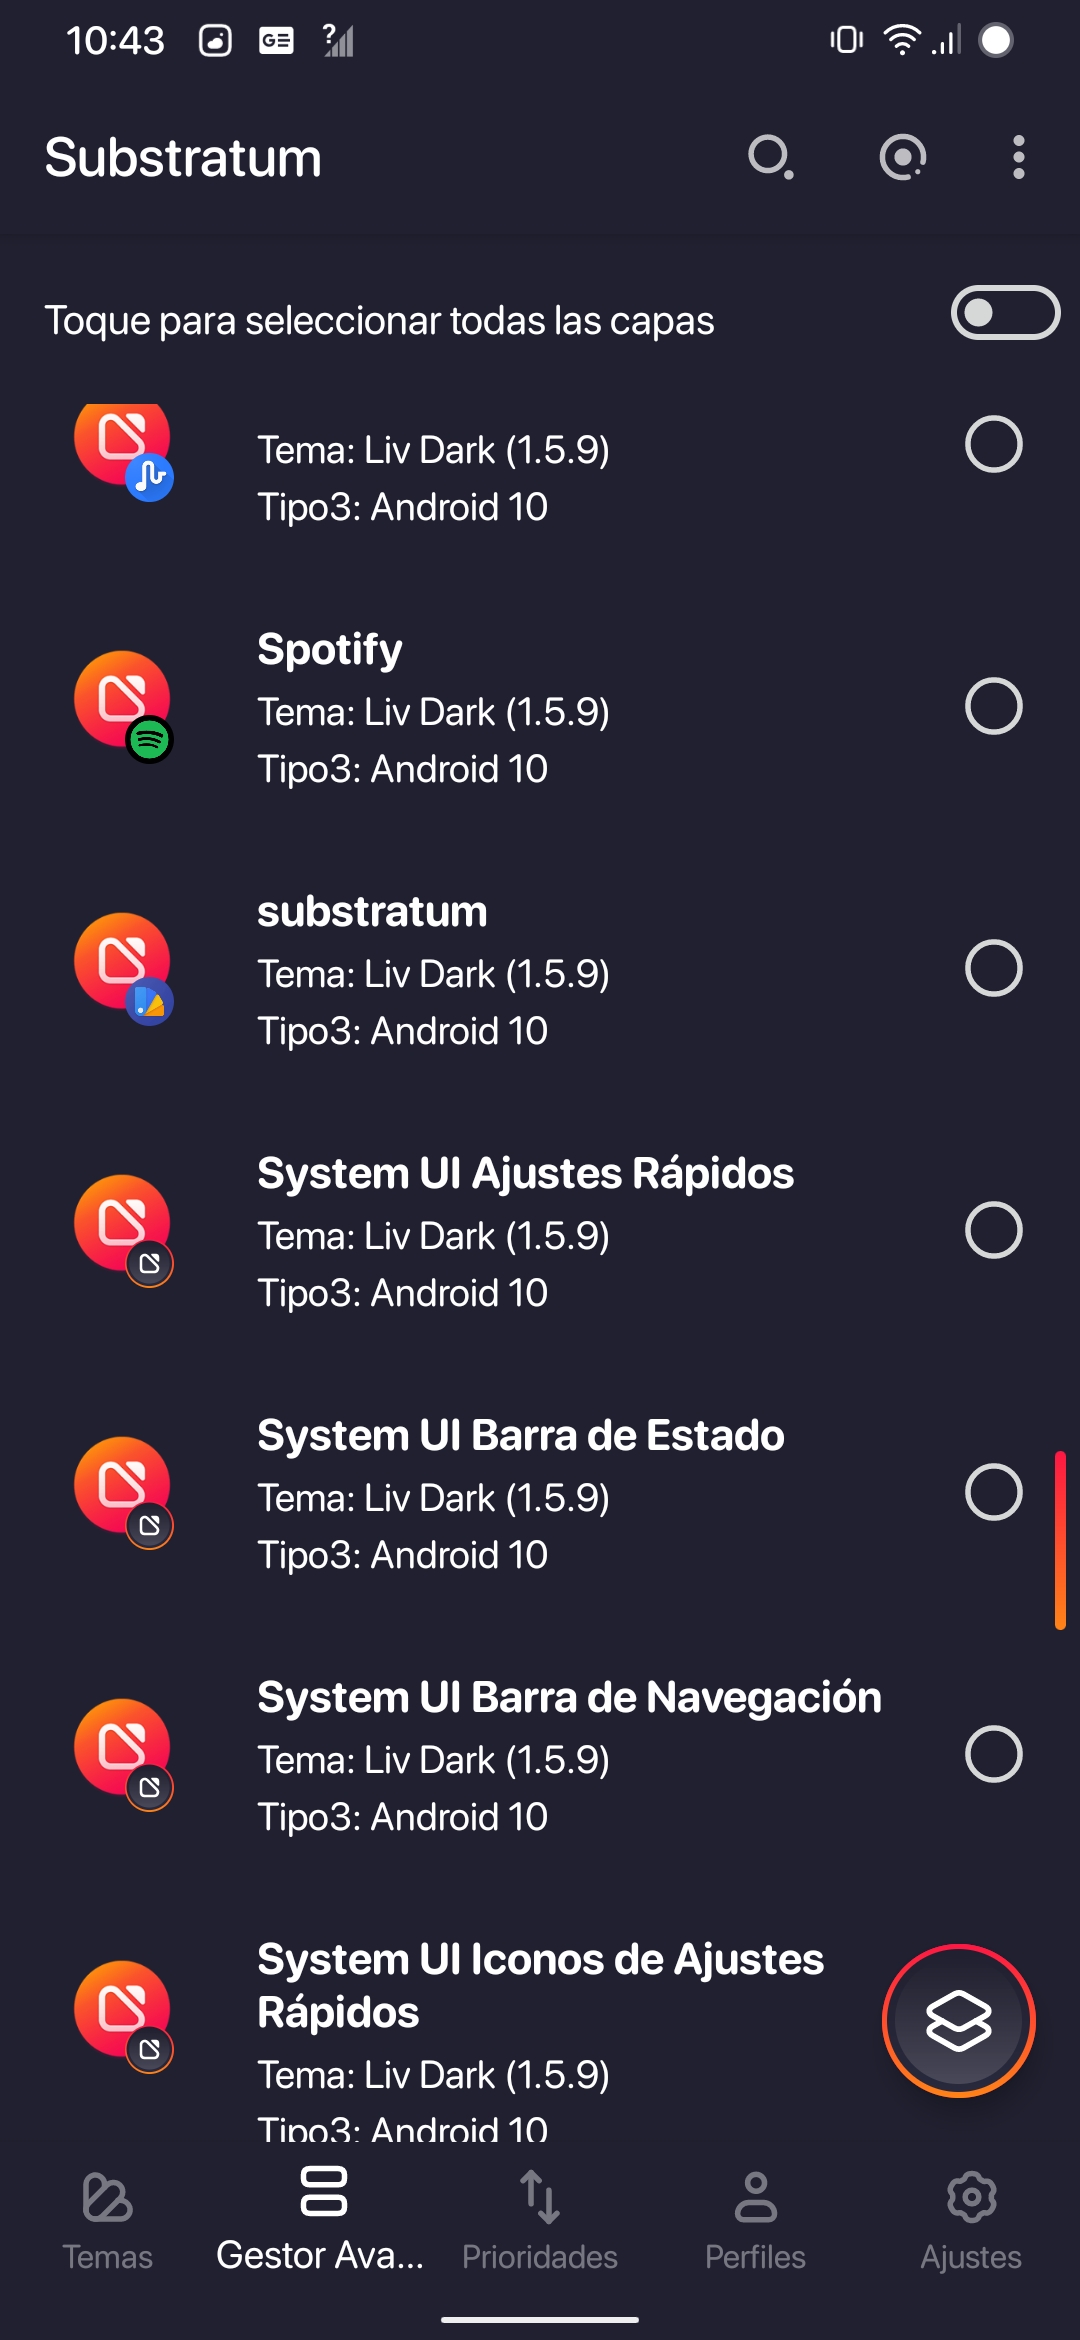 10:43
GE
?
Substratum
Toque para seleccionar todas las capas
Tema: Liv Dark (1.5.9)
Tipo3: Android 10
Spotify
Tema: Liv Dark (1.5.9)
Tipo3: Android 10
substratum
Tema: Liv Dark (1.5.9)
Tipo3: Android 10
System UI Ajustes Rápidos
Tema: Liv Dark (1.5.9)
Tipo3: Android 10
System UI Barra de Estado
Tema: Liv Dark (1.5.9)
Tipo3: Android 10
System UI Barra de Navegación
Tema: Liv Dark (1.5.9)
Tipo3: Android 10
System UI Iconos de Ajustes
Rápidos
Tema: Liv Dark (1.5.9)
Tipo3: Android 10
Temas
Gestor Ava...
Prioridades
Perfiles
Ajustes